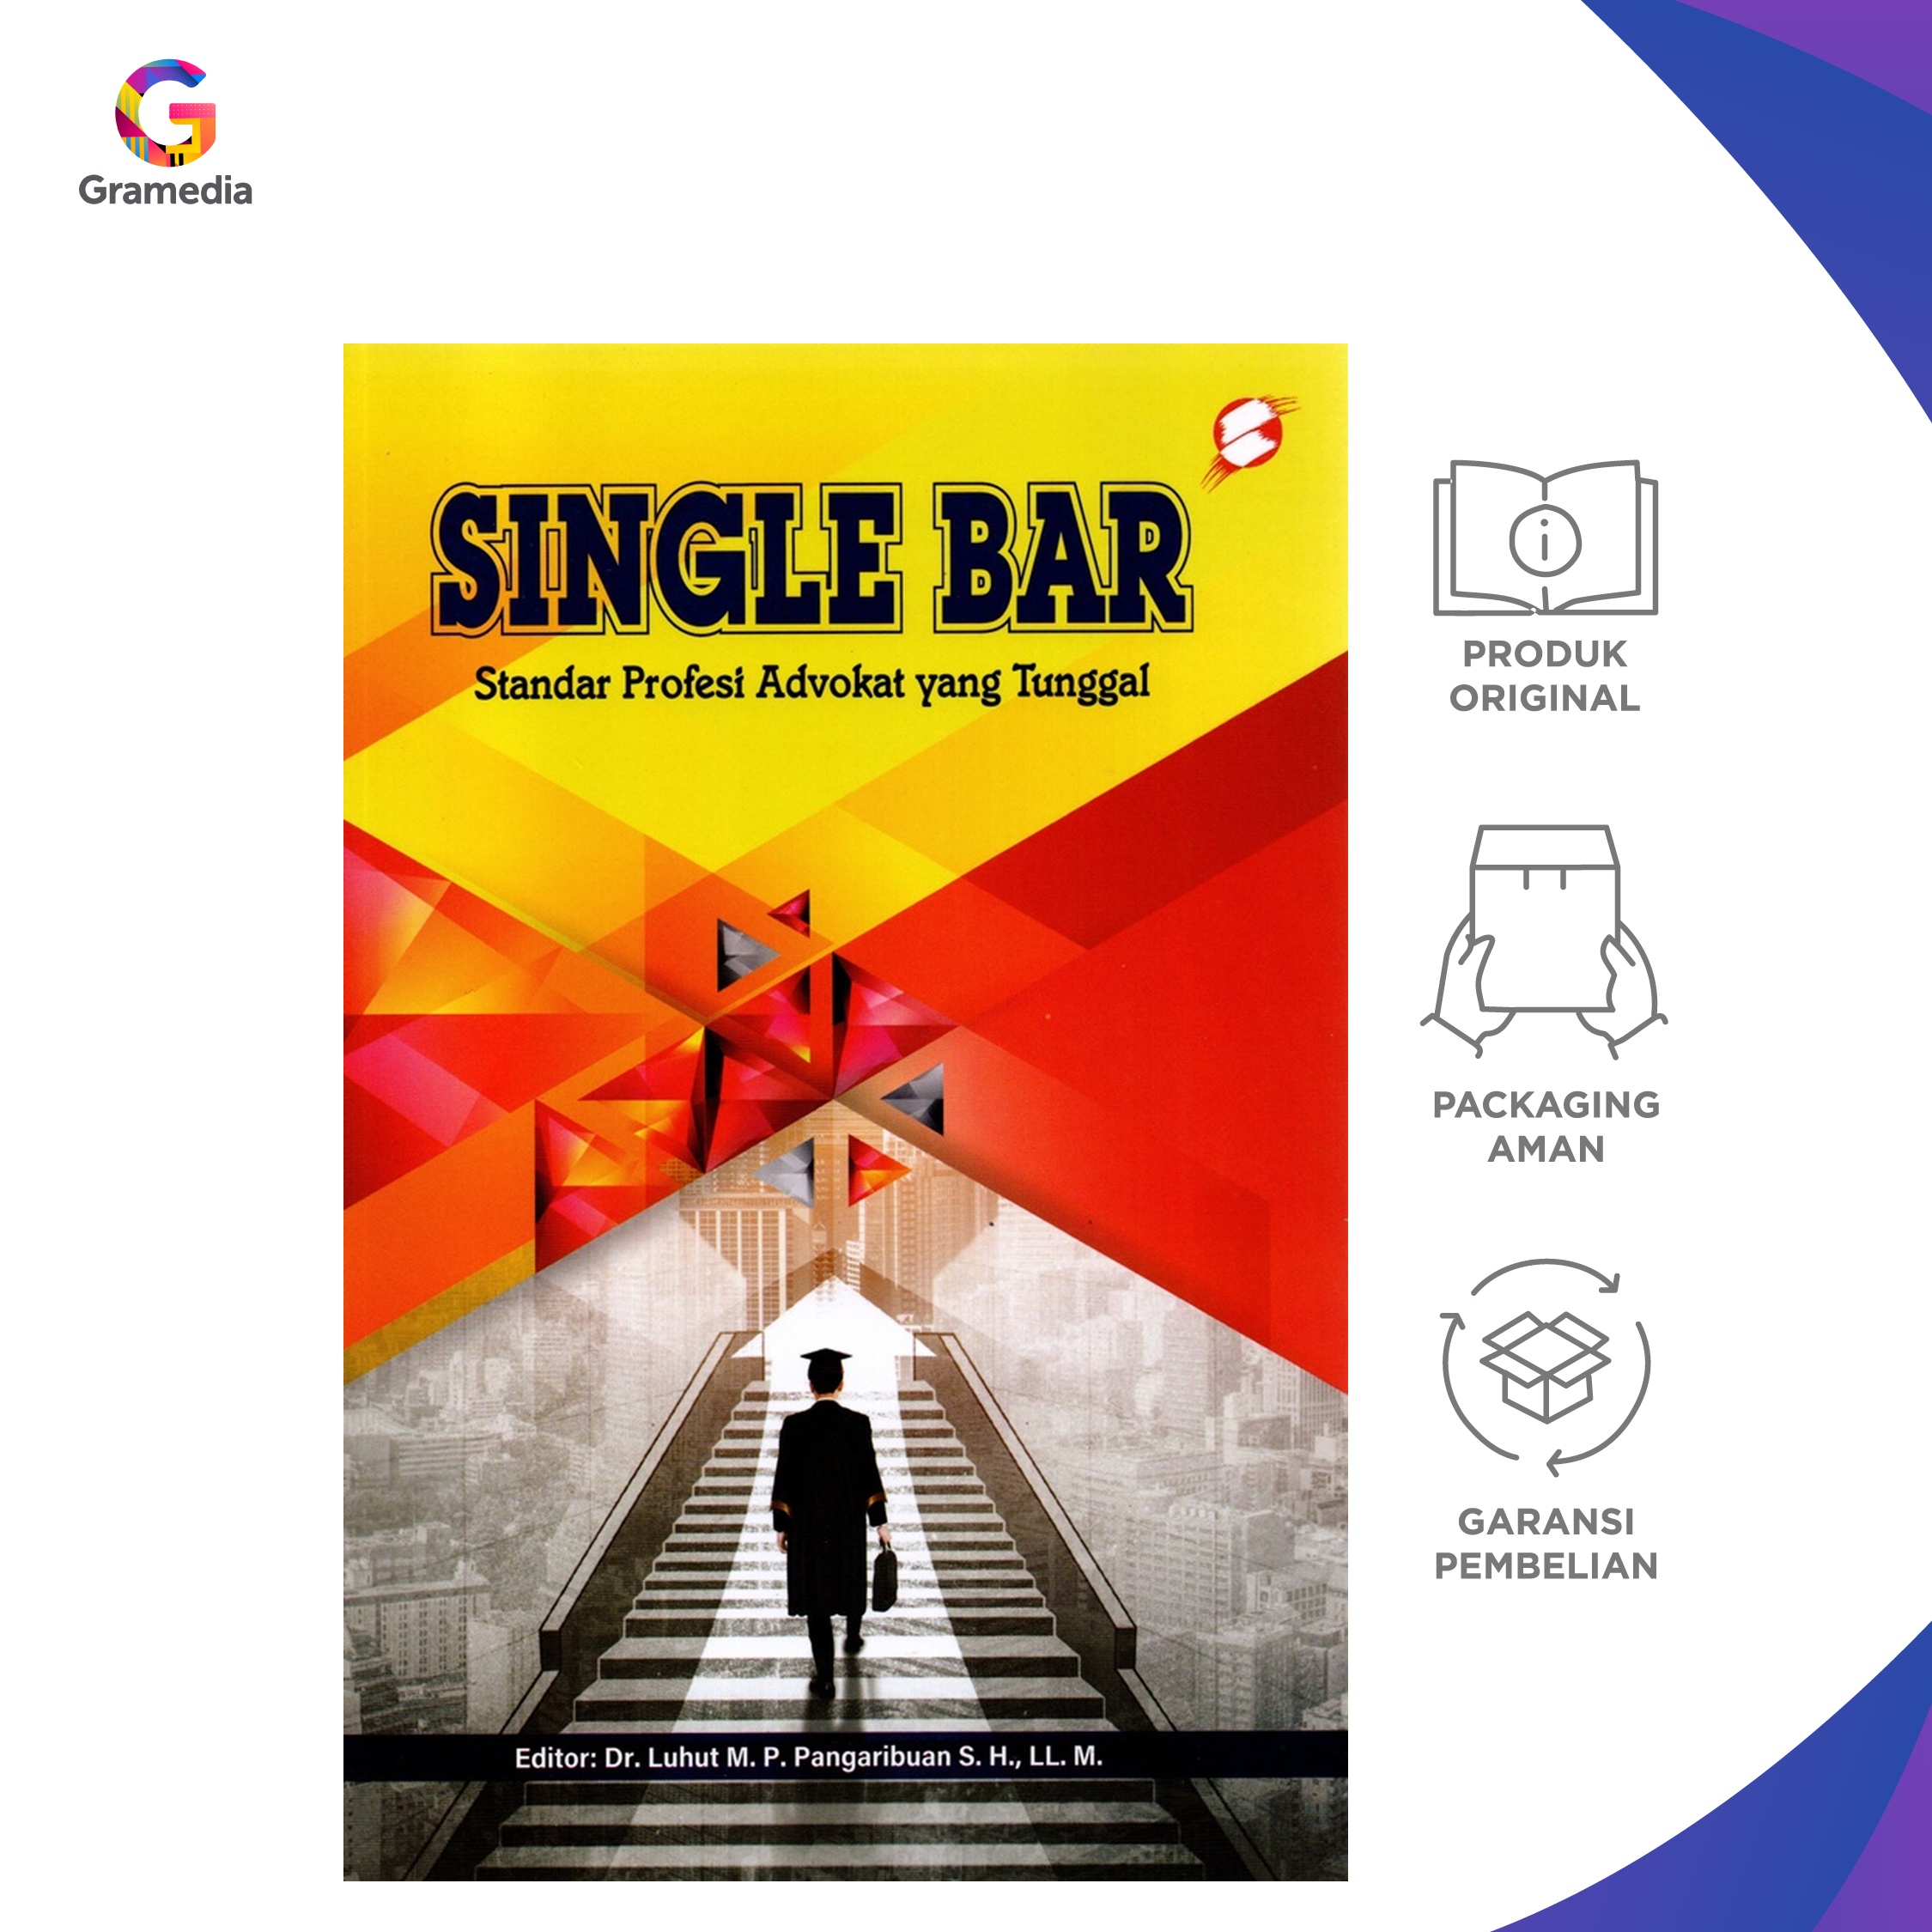 Gramedia
SINGLE BAR
Standar Profesi Advokat yang Tunggal
Editor: Dr. Luhut M. P. Pangaribuan S. H., LL. M.
PRODUK
ORIGINAL
PACKAGING
AMAN
GARANSI
PEMBELIAN